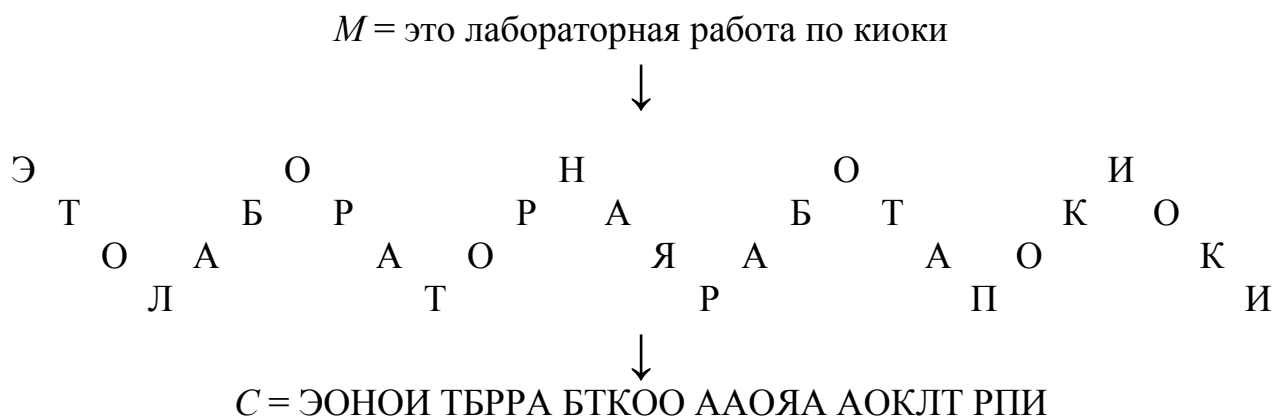 M = это лабораторная работа по киоки
Э О Н О И
Т Б Р Р А Б Т К О
О А А О Я А А О К
Л Т Р П И
C = ЭОНОИ ТБРРА БТКОО ААОЯА АОКЛТ РПИ